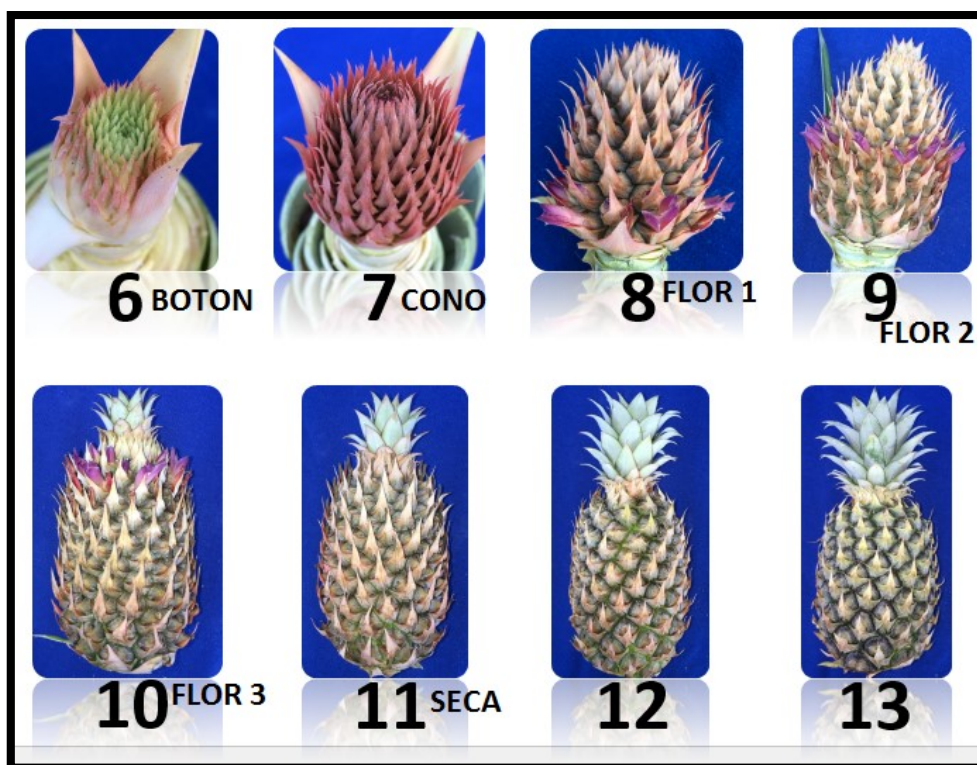 6 BOTON
7 CONO
8 FLOR 1
9 FLOR 2
10 FLOR 3
11 SECA
12
13